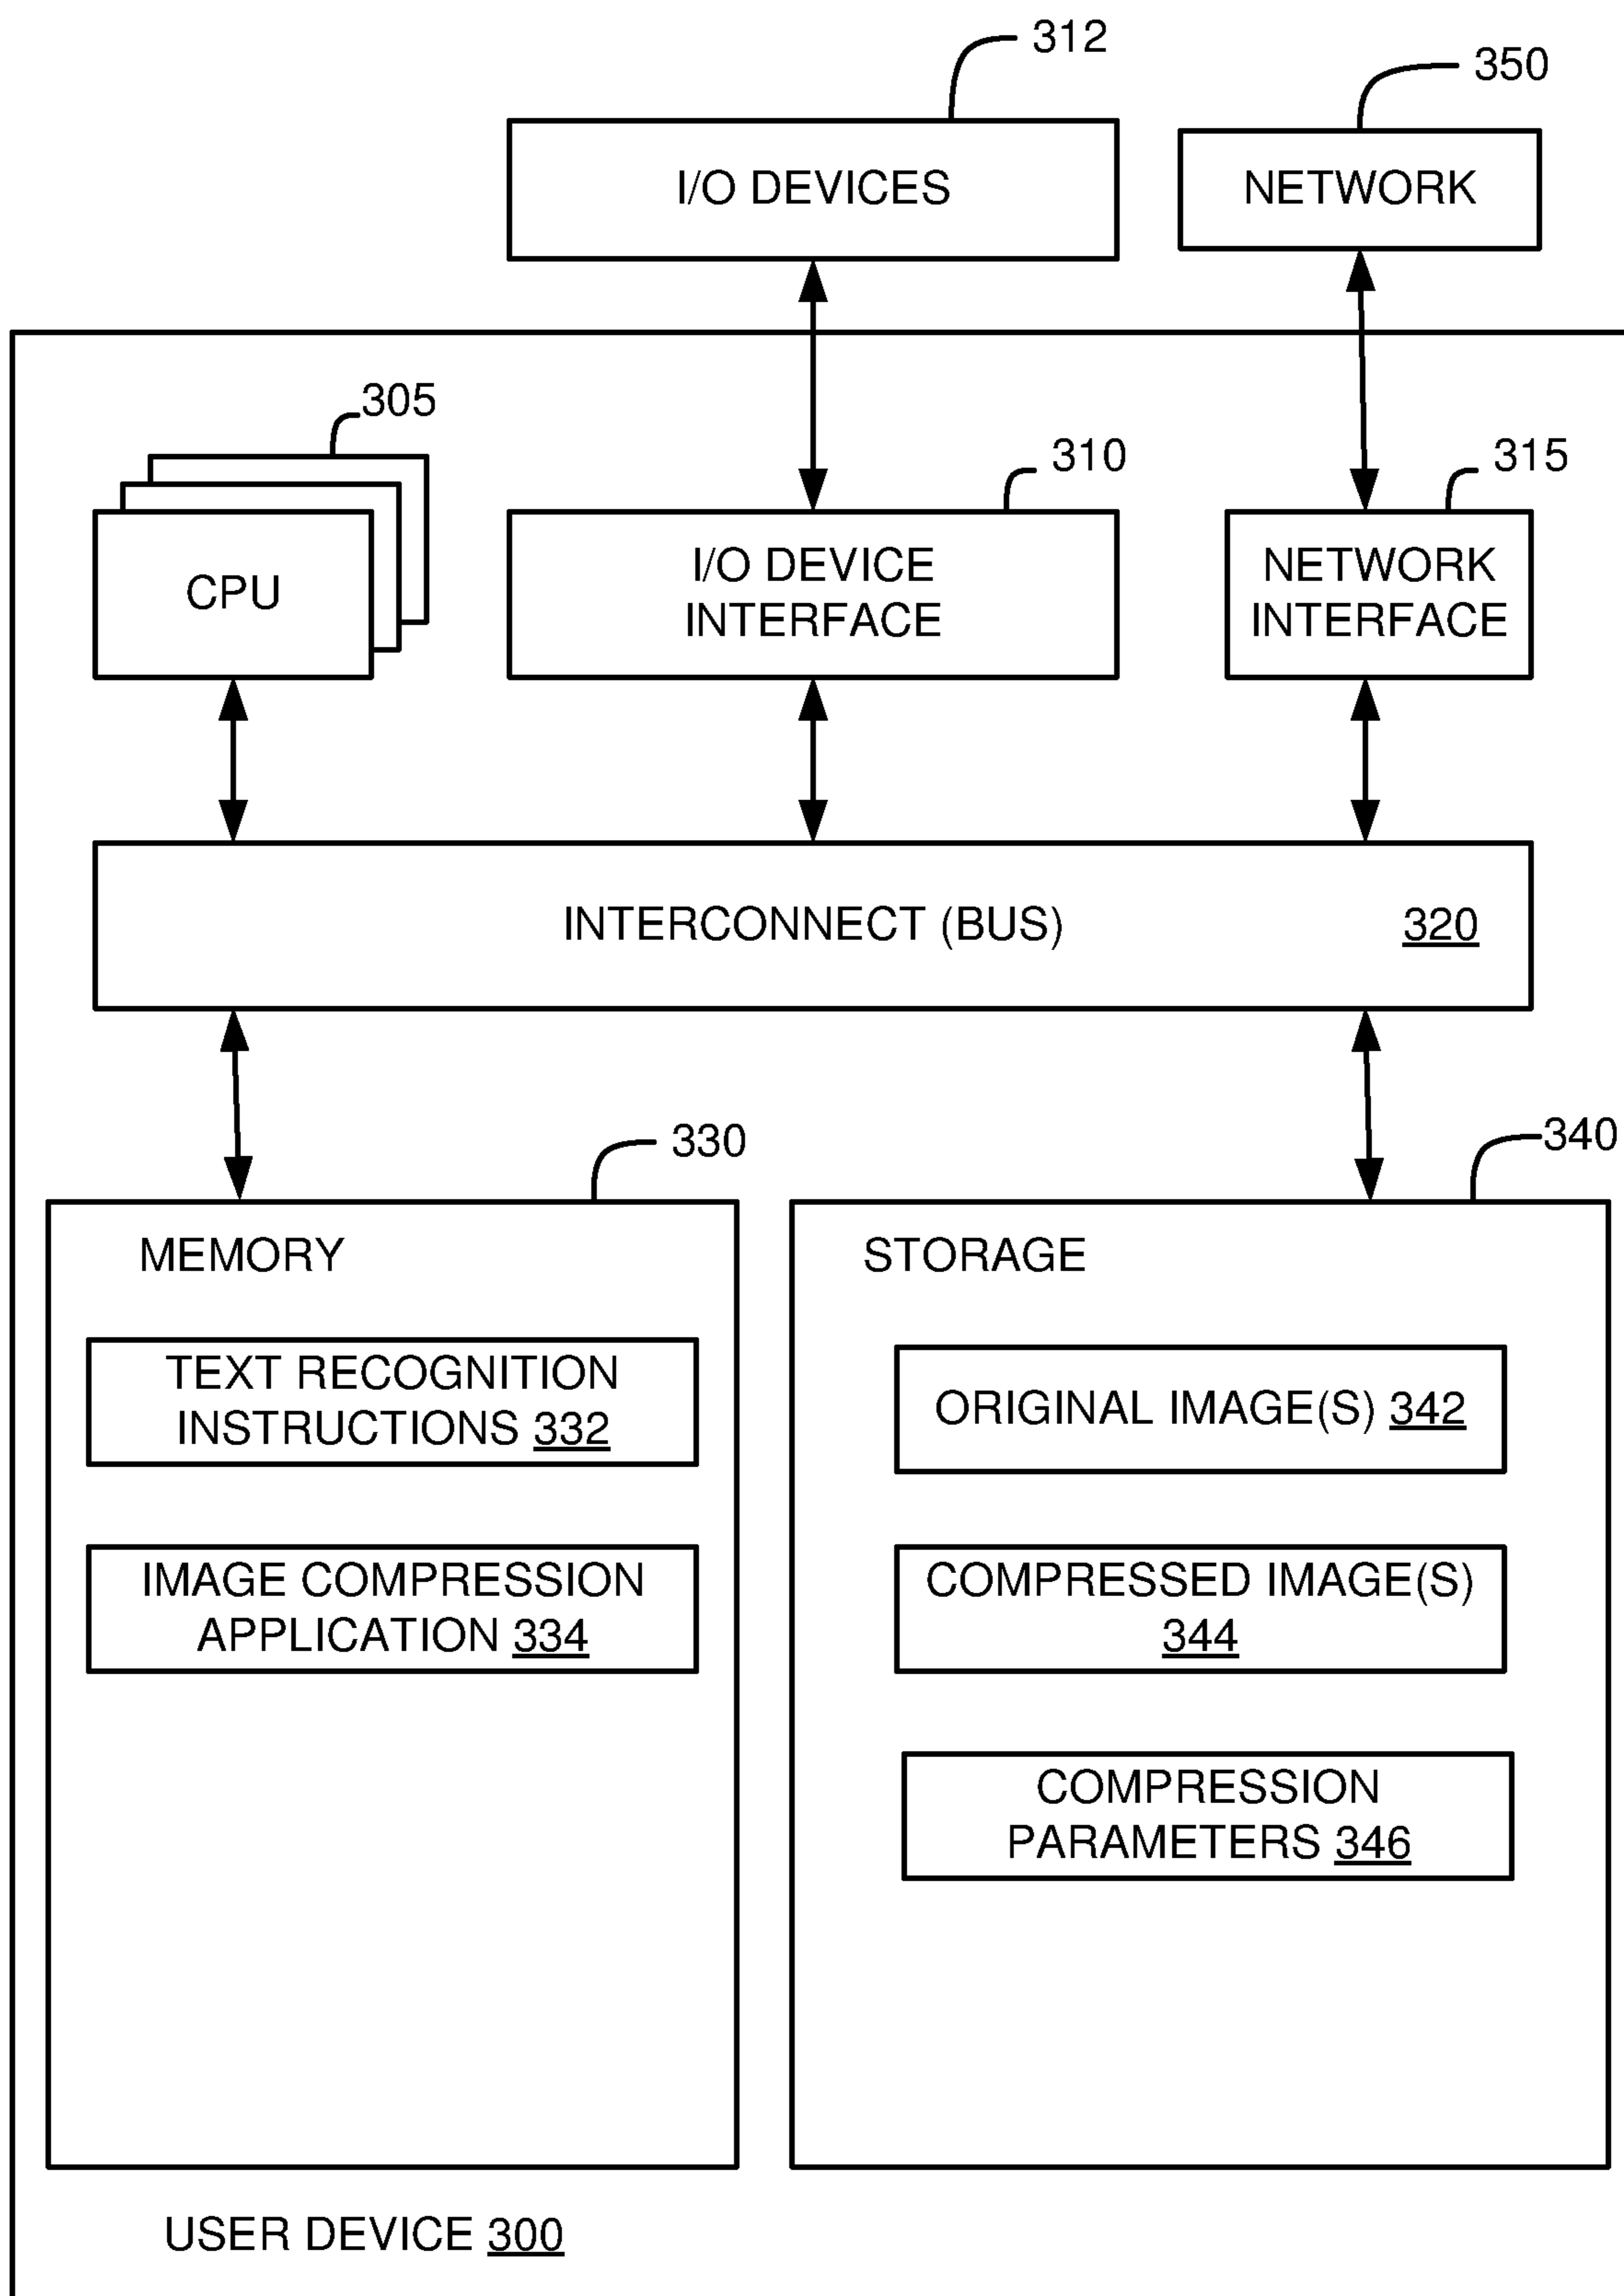 312
350
I/O DEVICES
NETWORK
305
310
315
CPU
I/O DEVICE
INTERFACE
NETWORK
INTERFACE
INTERCONNECT (BUS)
320
330
340
MEMORY
TEXT RECOGNITION
INSTRUCTIONS 332
IMAGE COMPRESSION
APPLICATION 334
STORAGE
ORIGINAL IMAGE(S) 342
COMPRESSED IMAGE(S)
344
COMPRESSION
PARAMETERS 346
USER DEVICE 300